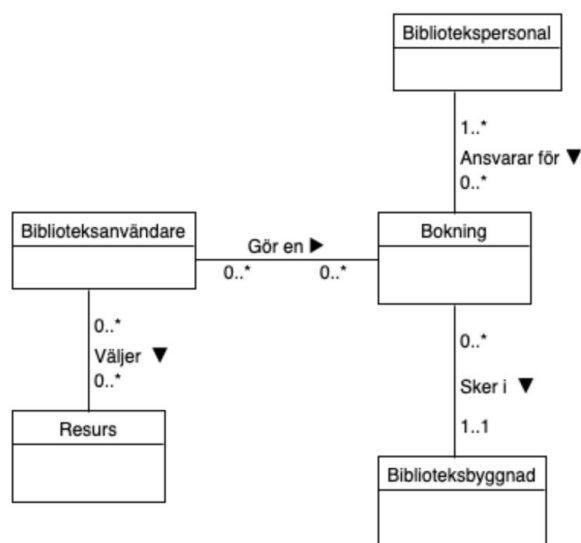 Bibliotekspersonal
1..*
Ansvarar för ▼
0..*
Biblioteksanvändare
Gör en ▶
0..*
0..*
Bokning
0..*
Väljer ▼
0..*
Resurs
0..*
Sker i ▼
1..1
Biblioteksbyggnad